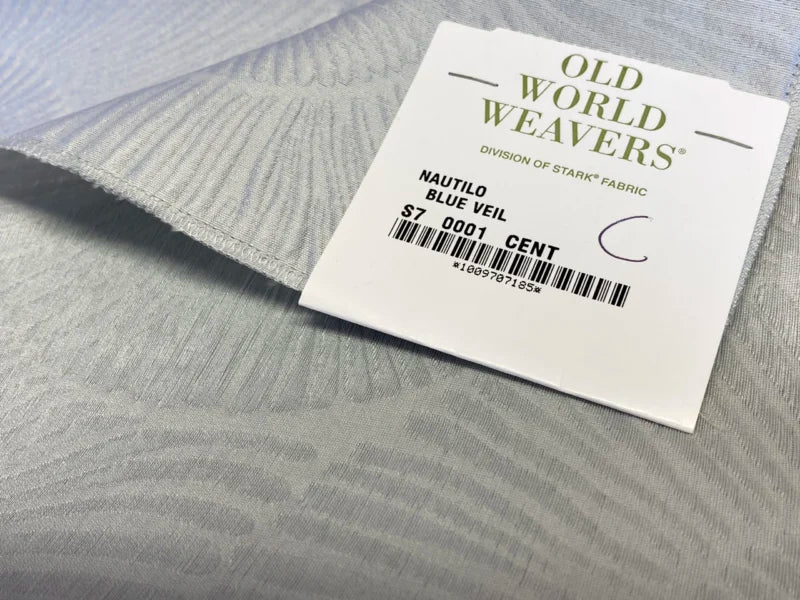 OLD
WORLD
WEAVERS®
DIVISION OF STARK® FABRIC
NAUTILO
BLUE VEIL
S7 0001 CENT
C
*1009707185*